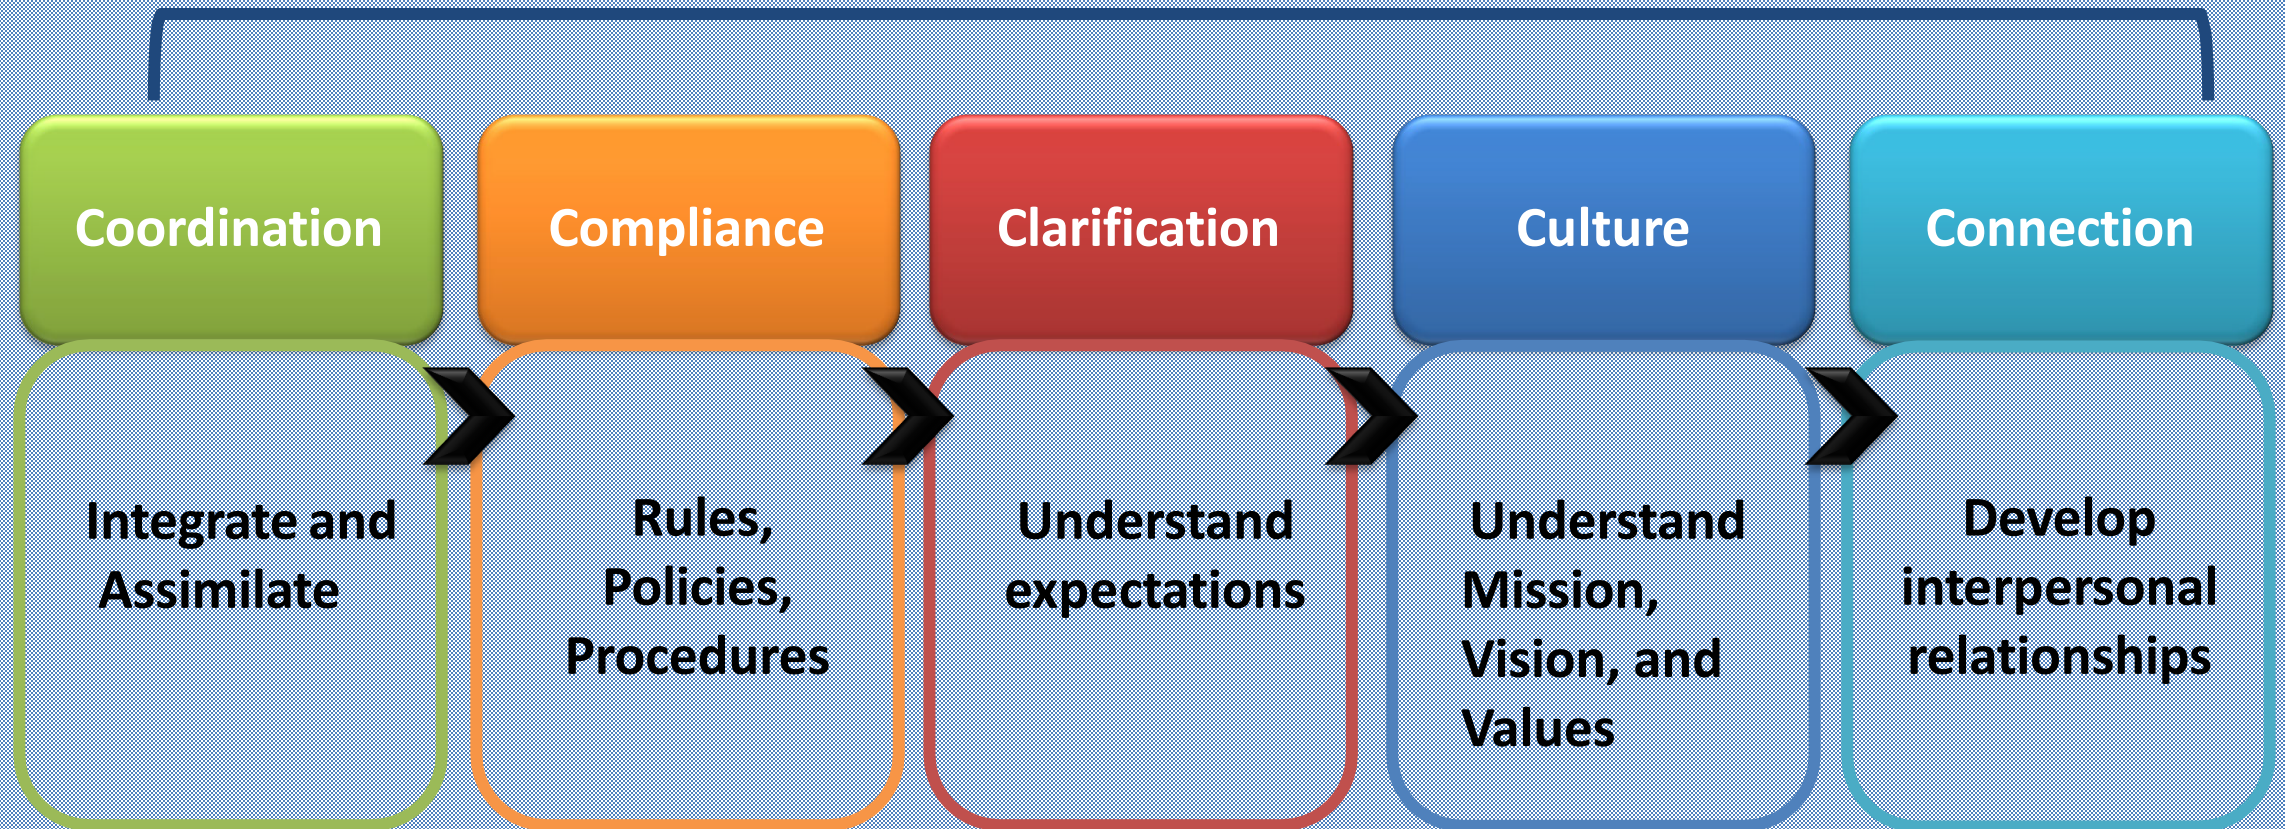 Coordination
Compliance
Clarification
Culture
Connection
Integrate and
Assimilate
Rules,
Policies,
Procedures
Understand
expectations
Understand
Mission,
Vision, and
Values
Develop
interpersonal
relationships